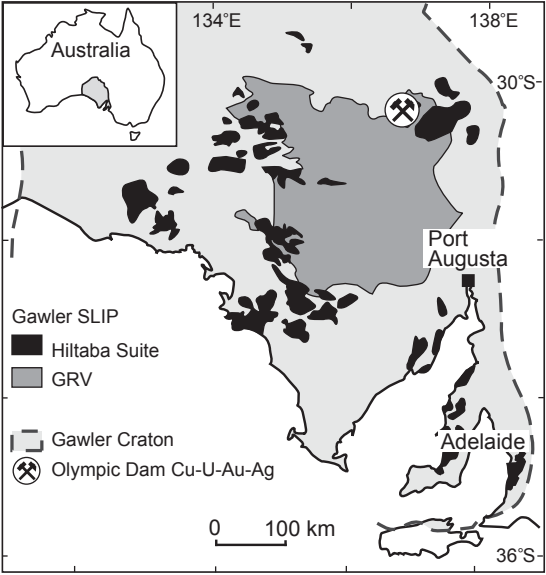 134°E
138°E
Australia
30°S
Port
Augusta
Gawler SLIP
Hiltaba Suite
GRV
Gawler Craton
Adelaide
Olympic Dam Cu-U-Au-Ag
0 100 km
36°S